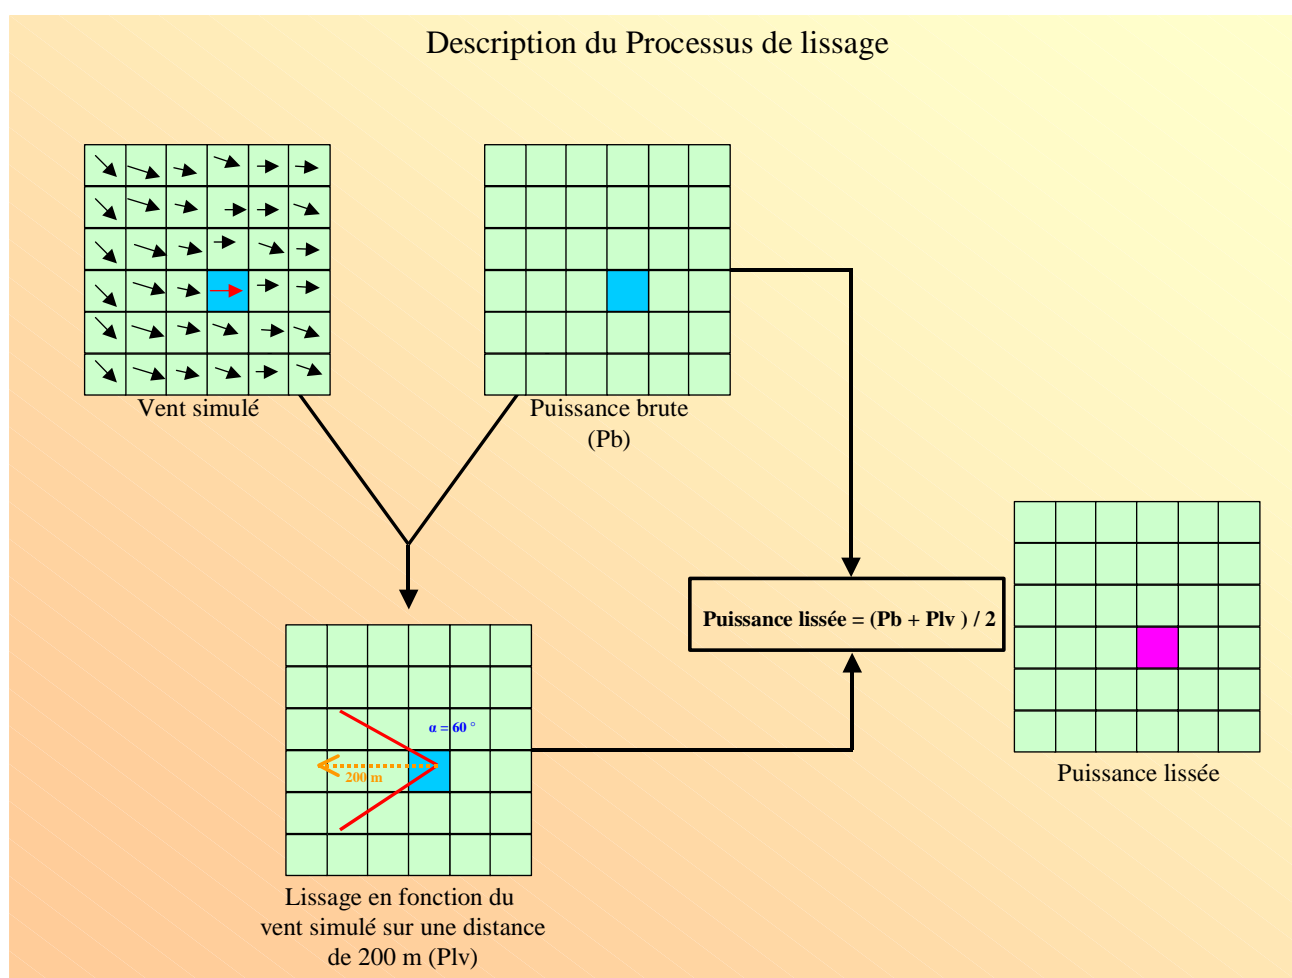 Description du Processus de lissage
Vent simulé
Puissance brute
(Pb)
Puissance lissée = (Pb + Plv ) / 2
α = 60 °
200 m
Puissance lissée
Lissage en fonction du
vent simulé sur une distance
de 200 m (Plv)